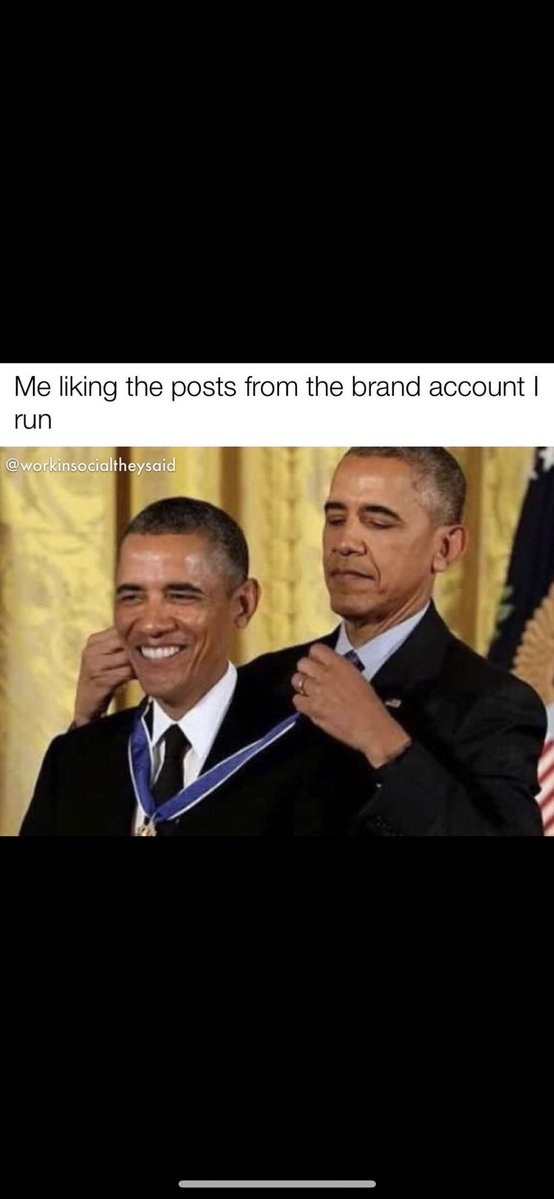 Me liking the posts from the brand account I
run
@workinsocialtheysaid